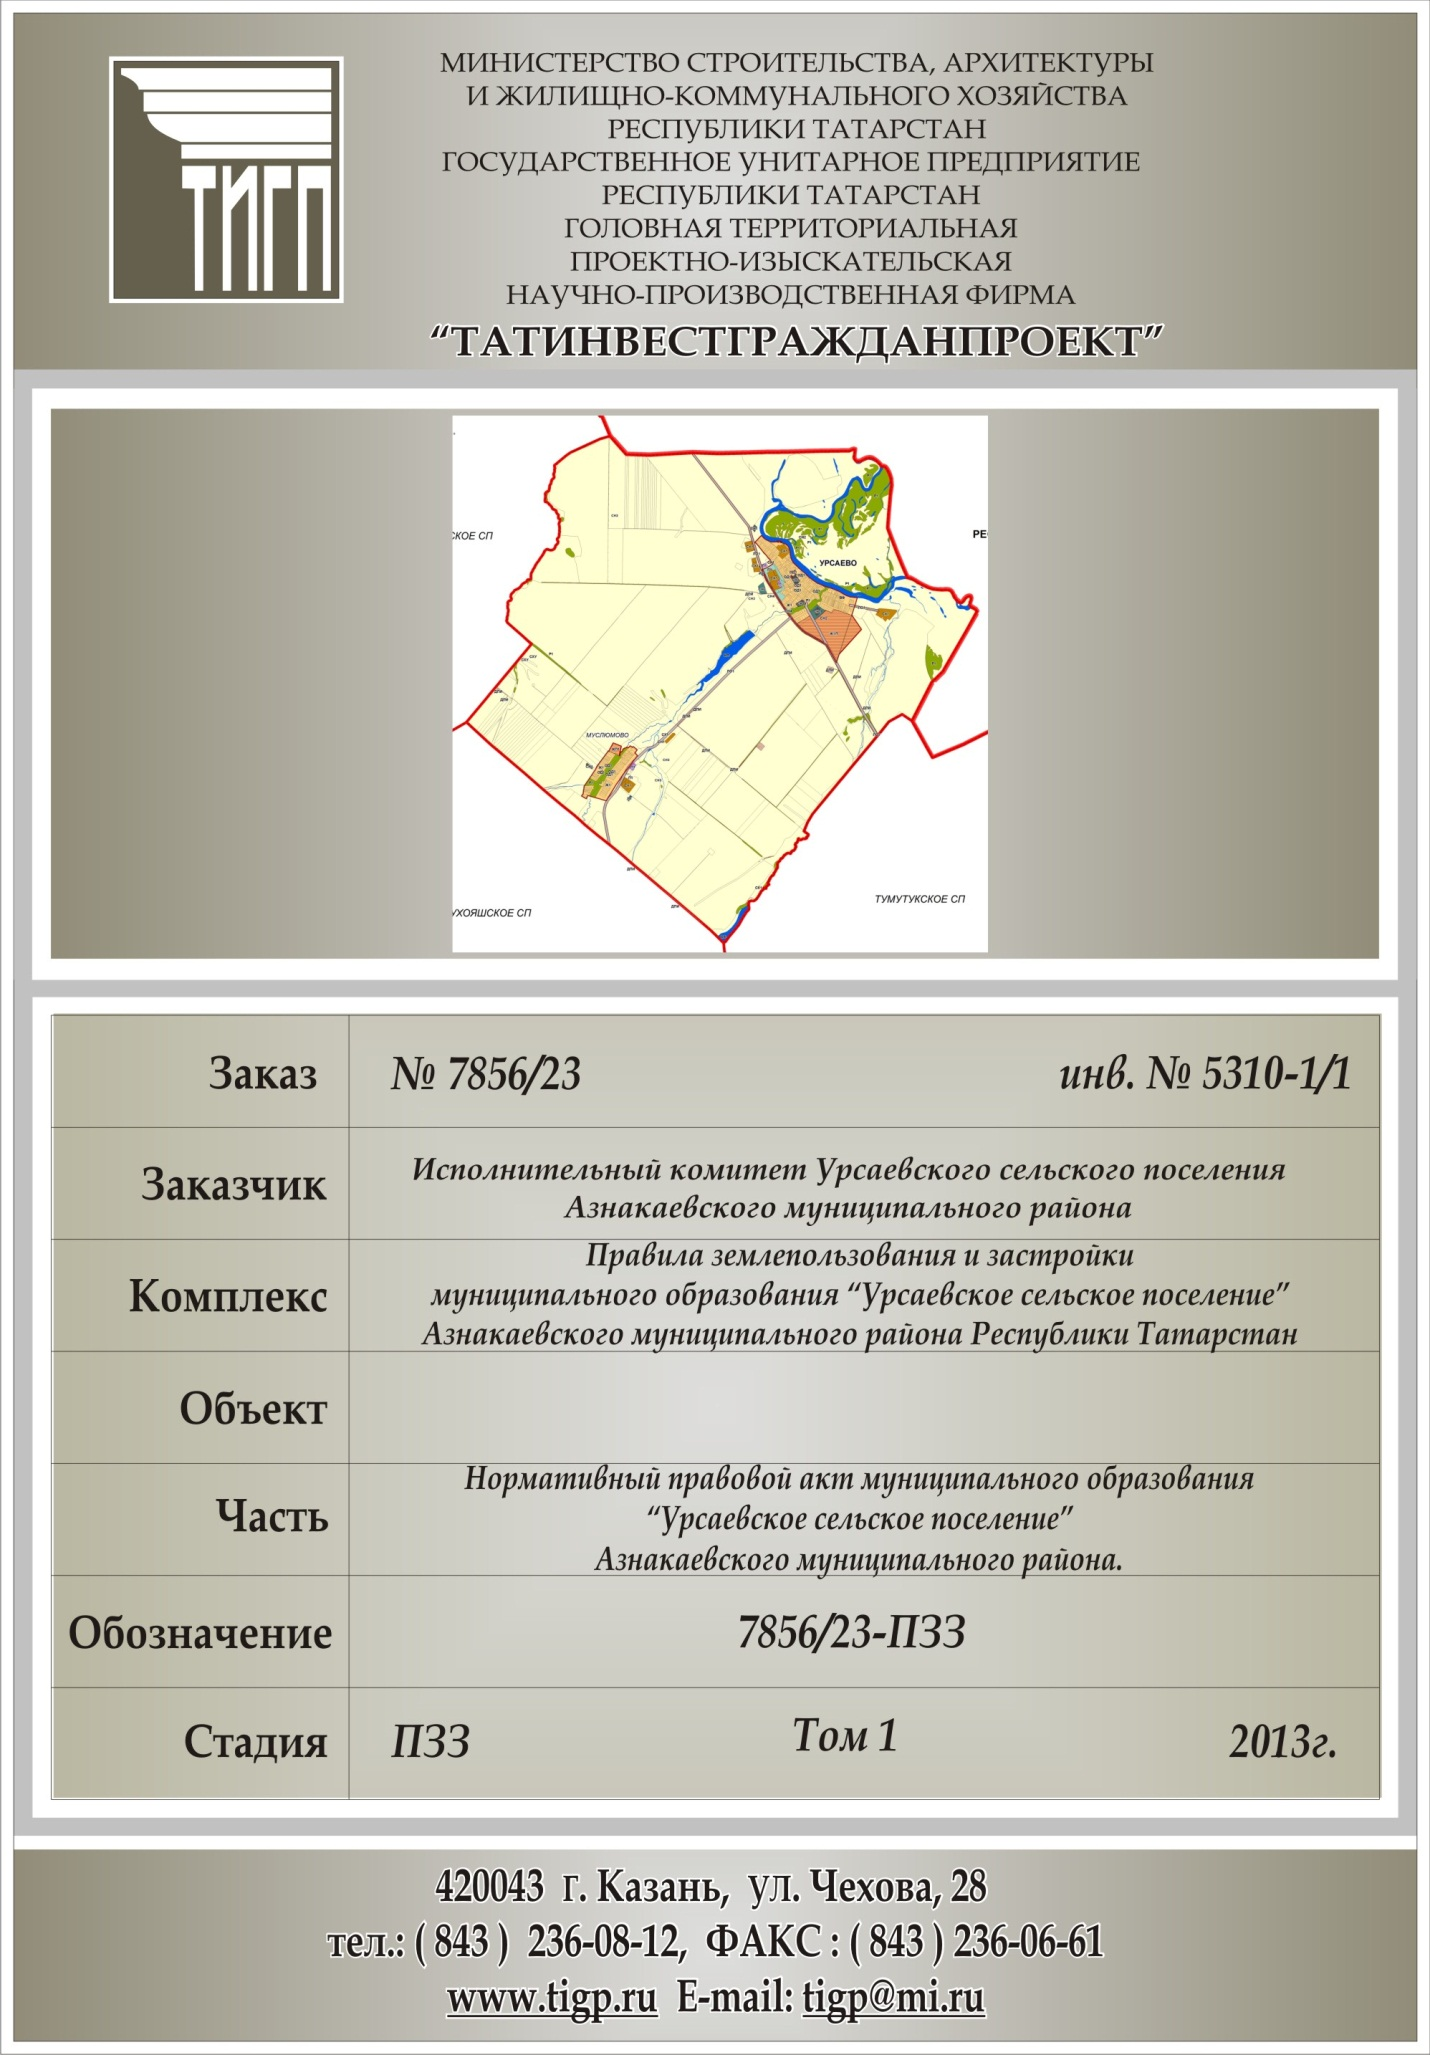 ТИГП
МИНИСТЕРСТВО СТРОИТЕЛЬСТВА, АРХИТЕКТУРЫ
И ЖИЛИЩНО-КОММУНАЛЬНОГО ХОЗЯЙСТВА
РЕСПУБЛИКИ ТАТАРСТАН
ГОСУДАРСТВЕННОЕ УНИТАРНОЕ ПРЕДПРИЯТИЕ
РЕСПУБЛИКИ ТАТАРСТАН
ГОЛОВНАЯ ТЕРРИТОРИАЛЬНАЯ
ПРОЕКТНО-ИЗЫСКАТЕЛЬСКАЯ
НАУЧНО-ПРОИЗВОДСТВЕННАЯ ФИРМА
“ТАТИНВЕСТГРАЖДАНПРОЕКТ”
СКОЕ СП
РЕ
УРСАЕВО
МУСЛЮМОВО
УХОЯШСКОЕ СП
ТУМУТУКСКОЕ СП
Заказ № 7856/23 инв. № 5310-1/1
Заказчик
Исполнительный комитет Урсаевского сельского поселения
Азнакаевского муниципального района
Комплекс
Правила землепользования и застройки
муниципального образования “Урсаевское сельское поселение”
Азнакаевского муниципального района Республики Татарстан
Объект
Часть
Нормативный правовой акт муниципального образования
“Урсаевское сельское поселение”
Азнакаевского муниципального района.
Обозначение 7856/23-ПЗЗ
Стадия ПЗЗ Том 1 2013г.
420043 г. Казань, ул. Чехова, 28
тел.: ( 843 ) 236-08-12, ФАКС : ( 843 ) 236-06-61
www.tigp.ru E-mail: tigp@mi.ru